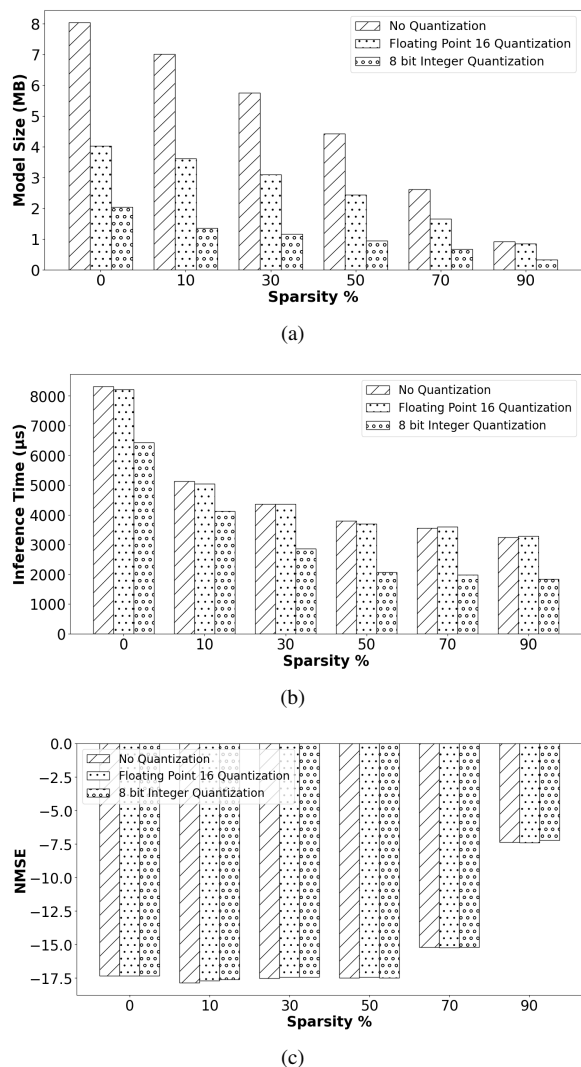 8
7
6
5
4
3
2
1
0
Model Size (MB)
No Quantization
Floating Point 16 Quantization
8 bit Integer Quantization
0 10 30 50 70 90
Sparsity %
(a)
8000
7000
6000
5000
4000
3000
2000
1000
0
Inference Time (µs)
No Quantization
Floating Point 16 Quantization
8 bit Integer Quantization
0 10 30 50 70 90
Sparsity %
(b)
0.0
−2.5
−5.0
−7.5
−10.0
−12.5
−15.0
−17.5
NMSE
No Quantization
Floating Point 16 Quantization
8 bit Integer Quantization
0 10 30 50 70 90
Sparsity %
(c)